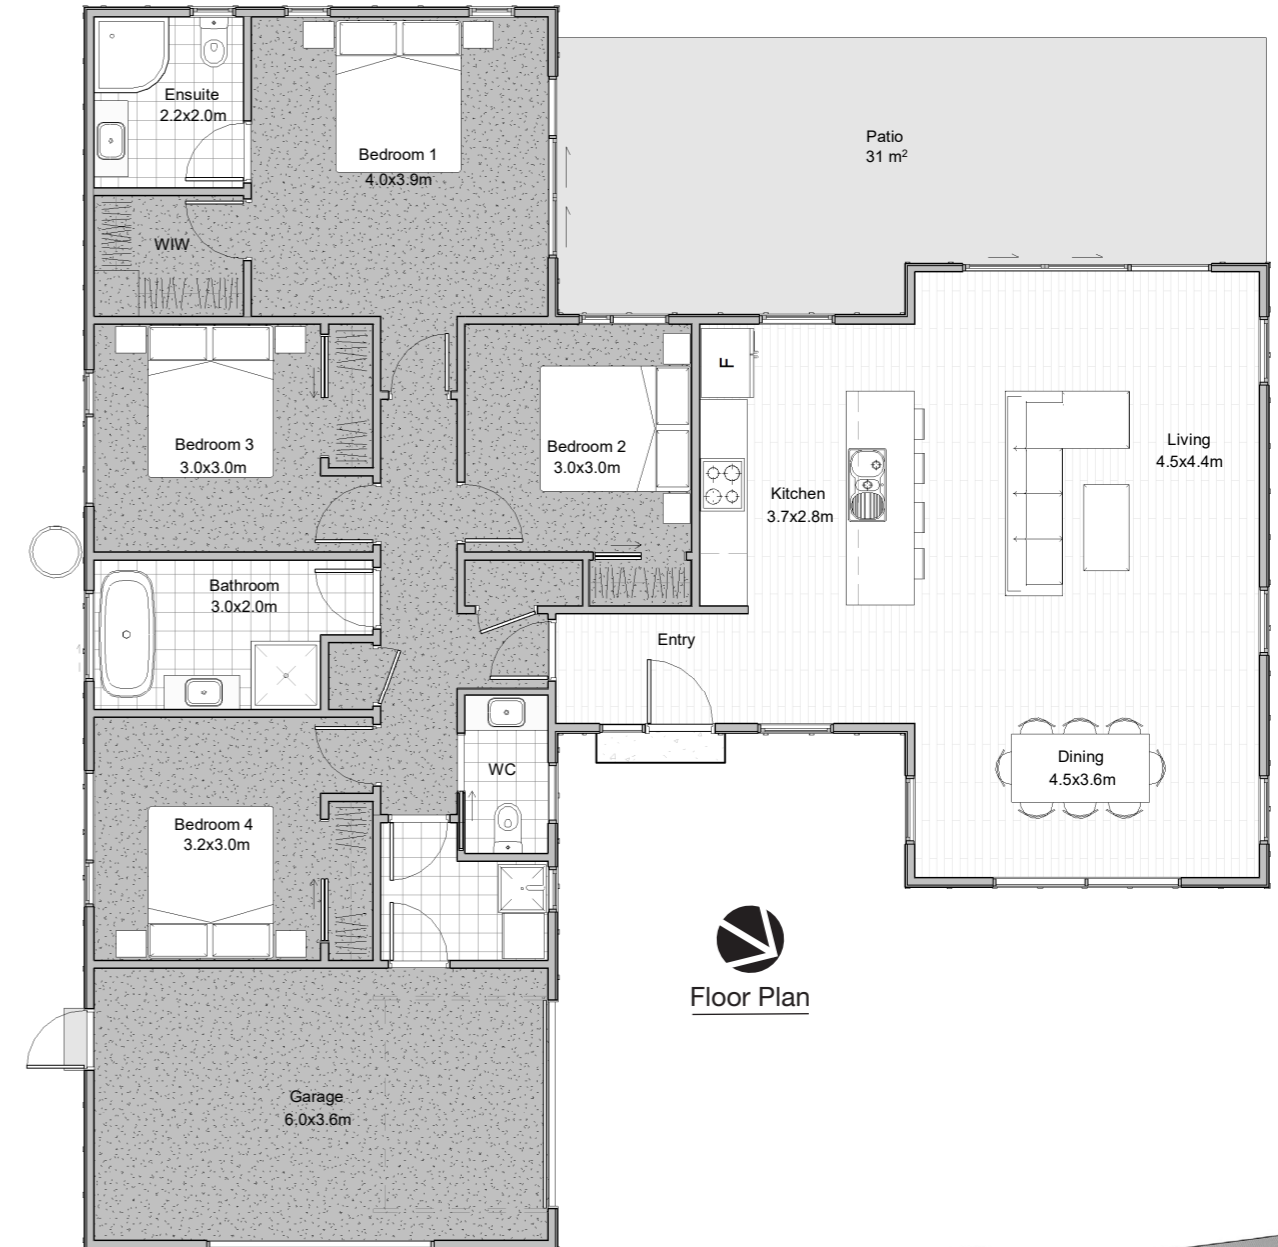 Ensuite
2.2x2.0m
Bedroom 1
4.0x3.9m
Patio
31 m²
WIW
F
Bedroom 3
3.0x3.0m
Bedroom 2
3.0x3.0m
Kitchen
3.7x2.8m
Living
4.5x4.4m
Bathroom
3.0x2.0m
Entry
WC
Dining
4.5x3.6m
Bedroom 4
3.2x3.0m
Floor Plan
Garage
6.0x3.6m